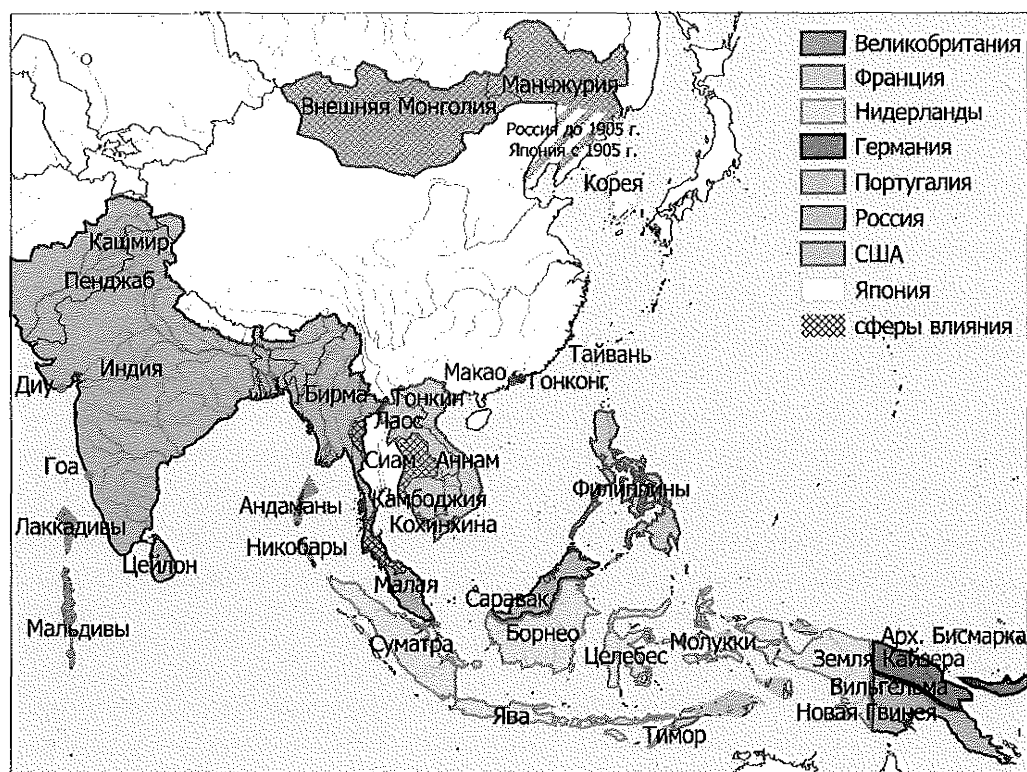 Великобритания
Франция
Нидерланды
Германия
Португалия
Россия
США
Япония
сферы влияния
Манчжурия
Внешняя Монголия
Россия до 1905 г.
Япония с 1905 г.
Корея
Кашмир
Пенджаб
Индия
Диу
Гоа
Лаккадивы
Цейлон
Мальдивы
Бирма
Макао
Тайвань
Гонконг
Тонкин
Лаос
Сиам
Аннам
Камбоджия
Кохинхина
Андаманы
Никобары
Филиппины
Малая
Саравак
Суматра
Борнео
Целебес
Молукки
Арх. Бисмарка
Земля Кайзера
Вильгельма
Новая Гвинея
Ява
Тимор